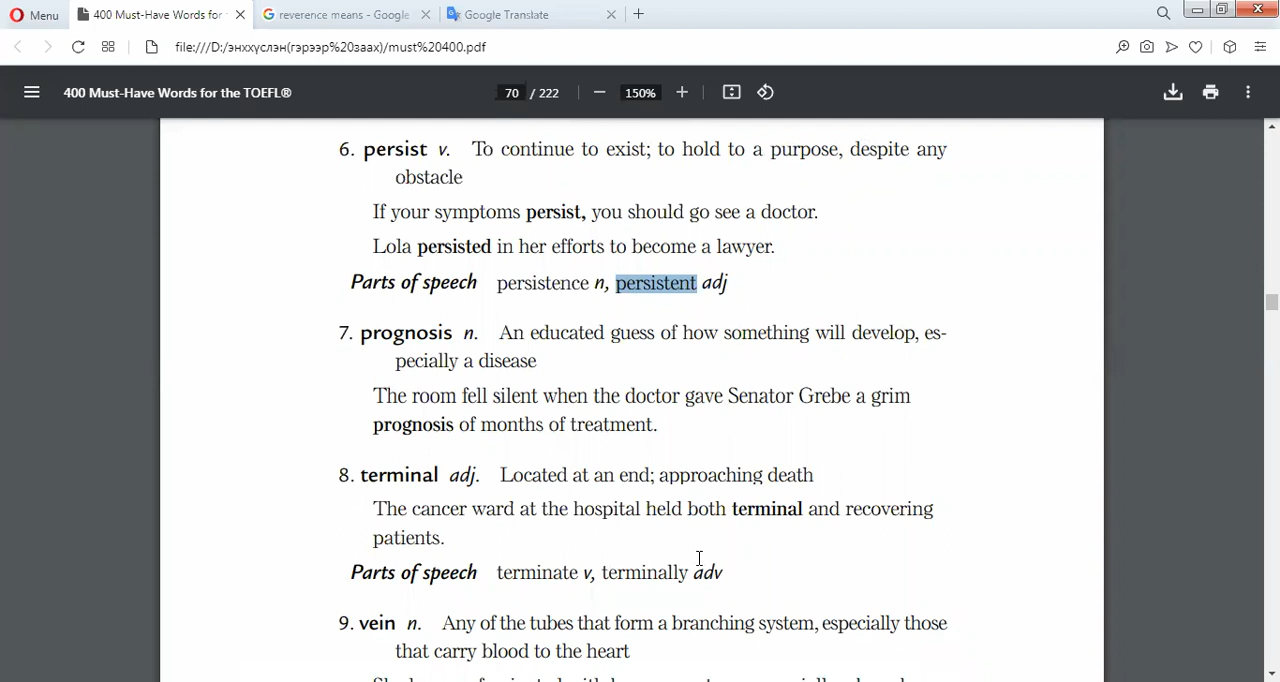 Menu
400 Must-Have Words for
reverence means - Google
Google Translate
file:///D:/энххүслэн(гэрээр%20заах)/must%20400.pdf
400 Must-Have Words for the TOEFL®
70 / 222
150%
6. persist v. To continue to exist; to hold to a purpose, despite any
obstacle
If your symptoms persist, you should go see a doctor.
Lola persisted in her efforts to become a lawyer.
Parts of speech persistence n, persistent adj
7. prognosis n. An educated guess of how something will develop, es-
pecially a disease
The room fell silent when the doctor gave Senator Grebe a grim
prognosis of months of treatment.
8. terminal adj. Located at an end; approaching death
The cancer ward at the hospital held both terminal and recovering
patients.
Parts of speech terminate v, terminally adv
9. vein n. Any of the tubes that form a branching system, especially those
that carry blood to the heart